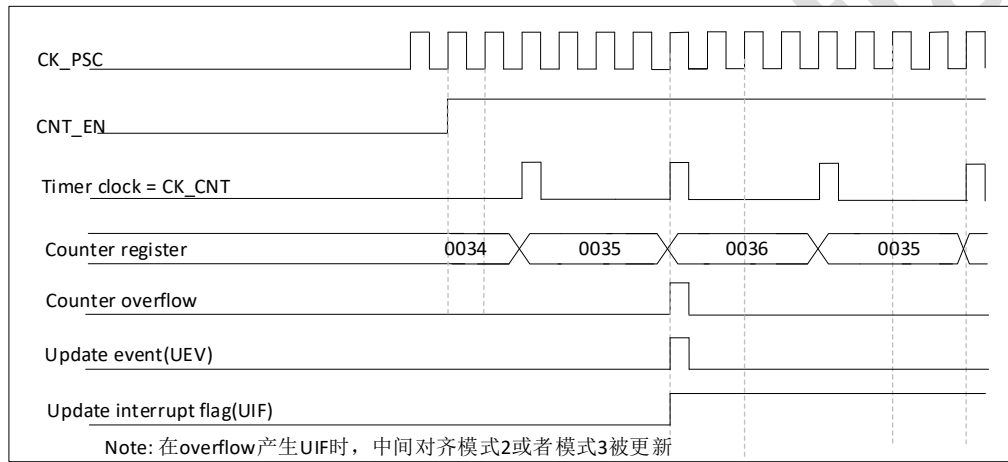 CK_PSC
CNT_EN
Timer clock = CK_CNT
Counter register 0034 0035 0036 0035
Counter overflow
Update event(UEV)
Update interrupt flag(UIF)
Note: 在overflow产生UIF时，中间对齐模式2或者模式3被更新